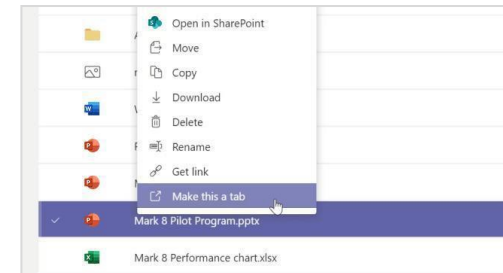 Open in SharePoint
Move
Copy
Download
Delete
Rename
Get link
Make this a tab
Mark 8 Pilot Program.pptx
Mark 8 Performance chart.xlsx